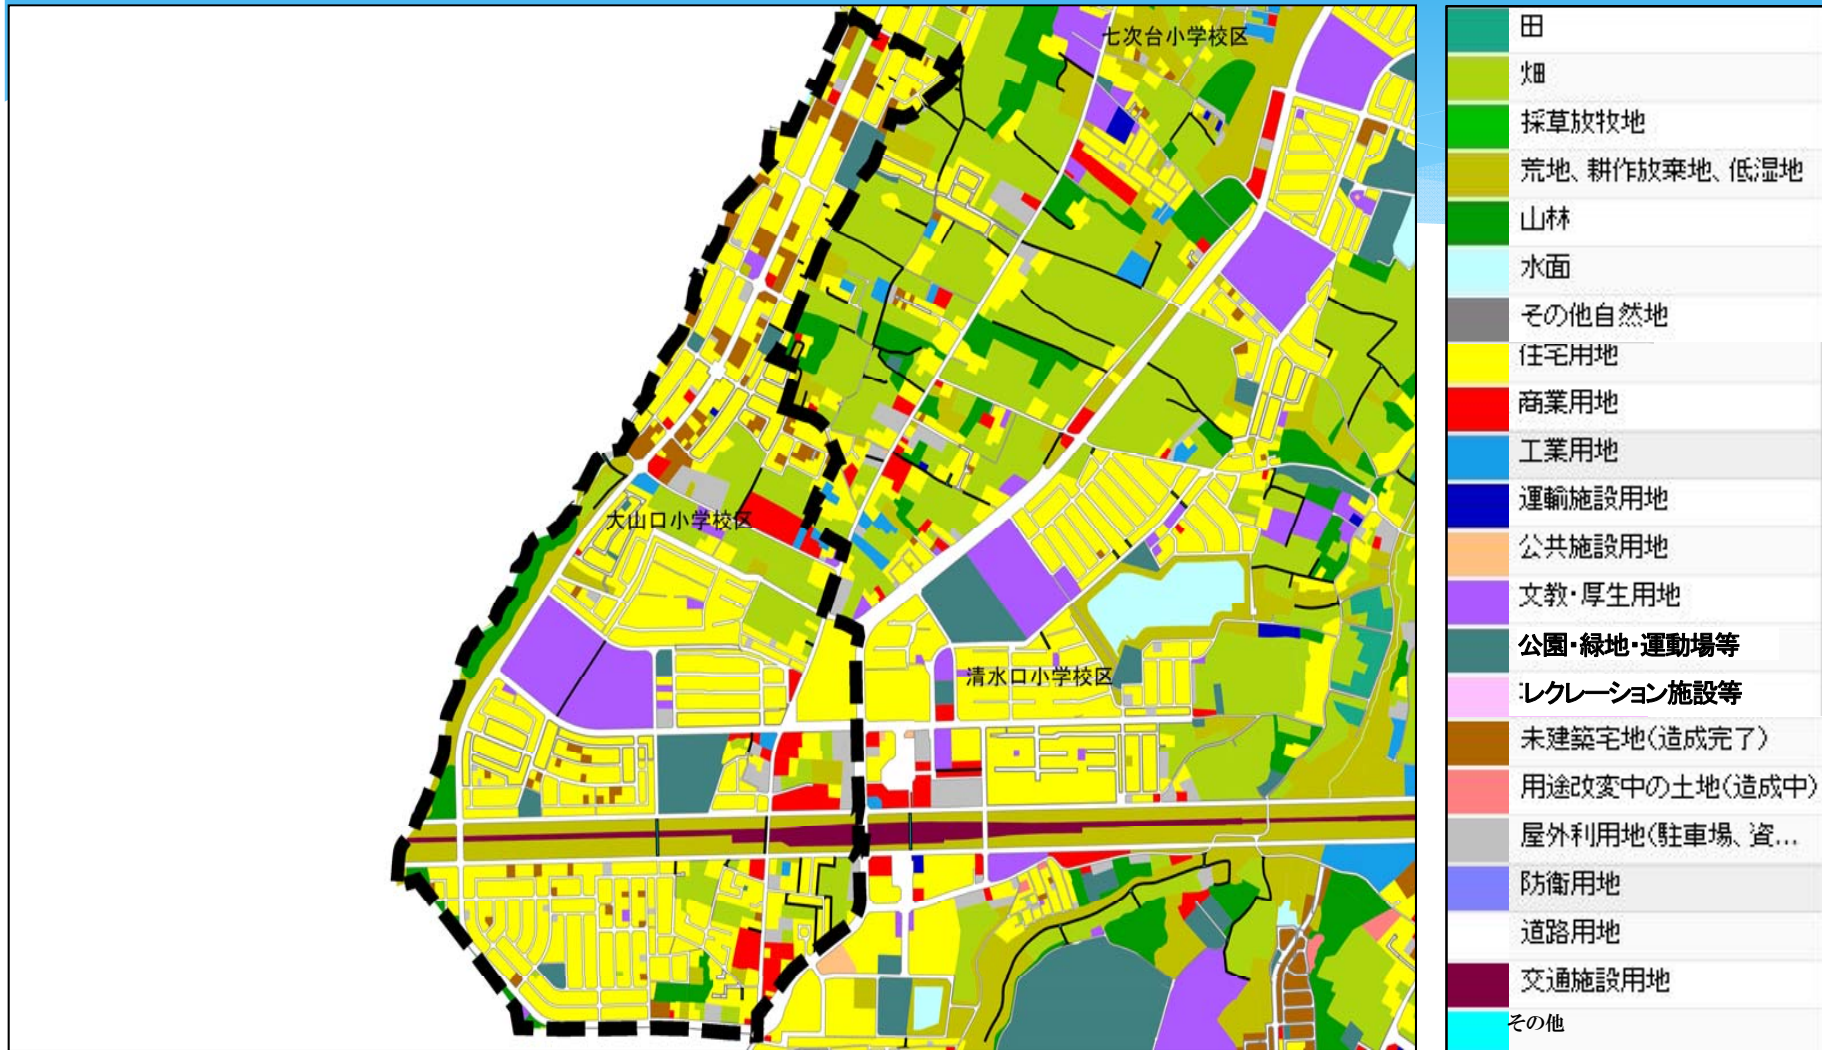 七次台小学校区
大山口小学校区
清水口小学校区
田
畑
採草放牧地
荒地、耕作放棄地、低湿地
山林
水面
その他自然地
住宅用地
商業用地
工業用地
運輸施設用地
公共施設用地
文教・厚生用地
公園・緑地・運動場等
レクレーション施設等
未建築宅地(造成完了)
用途改変中の土地(造成中)
屋外利用地(駐車場、資...
防衛用地
道路用地
交通施設用地
その他